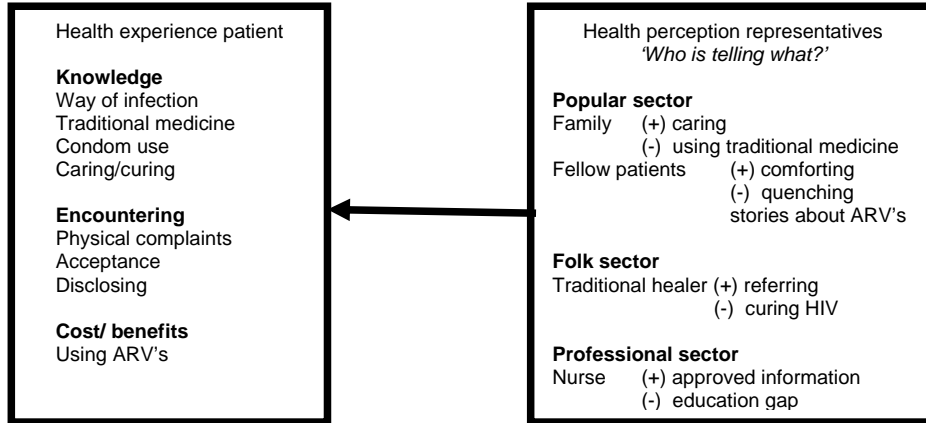 Health experience patient
Knowledge
Way of infection
Traditional medicine
Condom use
Caring/curing
Encountering
Physical complaints
Acceptance
Disclosing
Cost/ benefits
Using ARV's
Health perception representatives
'Who is telling what?'
Popular sector
Family (+) caring
(-) using traditional medicine
Fellow patients (+) comforting
(-) quenching
stories about ARV's
Folk sector
Traditional healer (+) referring
(-) curing HIV
Professional sector
Nurse (+) approved information
(-) education gap